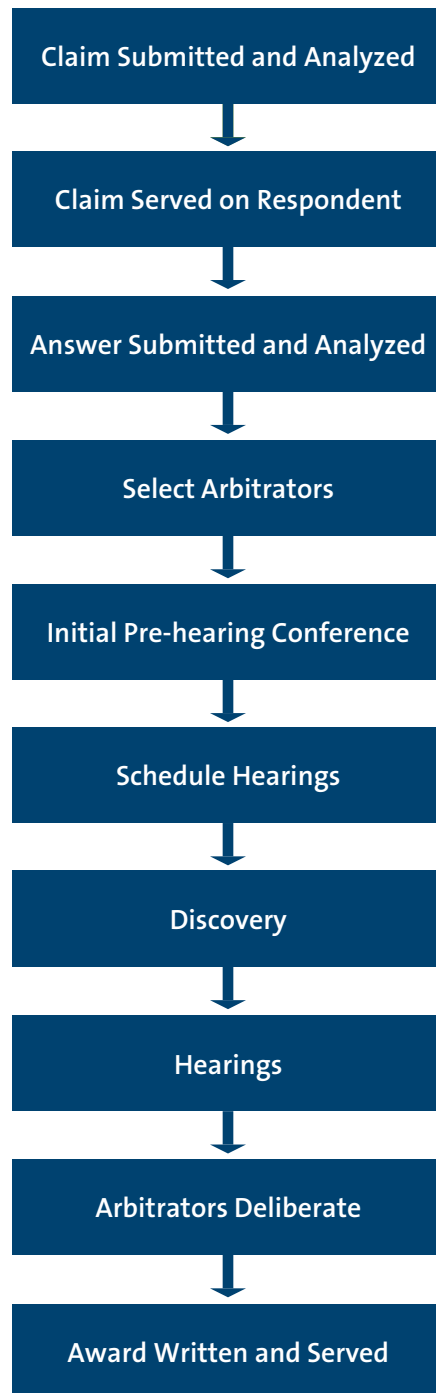 Claim Submitted and Analyzed
Claim Served on Respondent
Answer Submitted and Analyzed
Select Arbitrators
Initial Pre-hearing Conference
Schedule Hearings
Discovery
Hearings
Arbitrators Deliberate
Award Written and Served